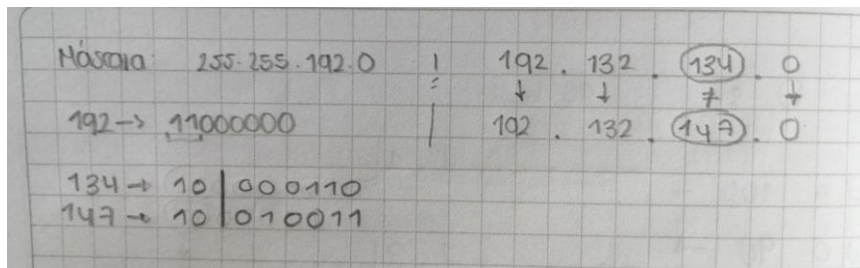 Máscara: 255.255.192.0 | 192 . 132 . 134 . 0
↓ ↓ ≠ ↓
192 → 11000000 | 192 . 132 . 147 . 0
134 → 10 | 000110
147 → 10 | 010011